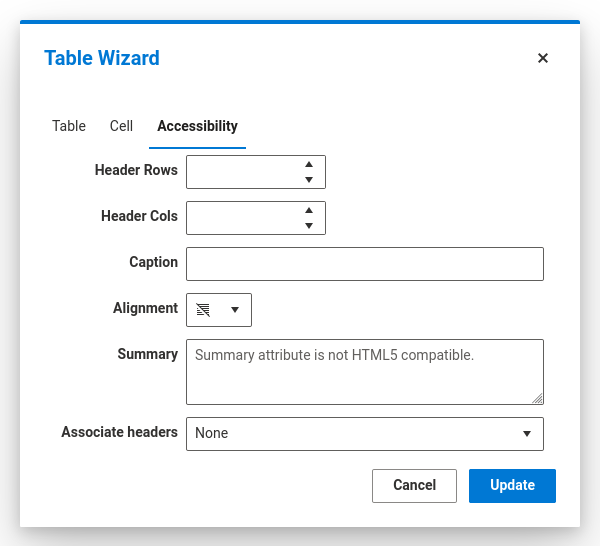 Table Wizard
Table Cell Accessibility
Header Rows
Header Cols
Caption
Alignment
Summary Summary attribute is not HTML5 compatible.
Associate headers None
Cancel Update